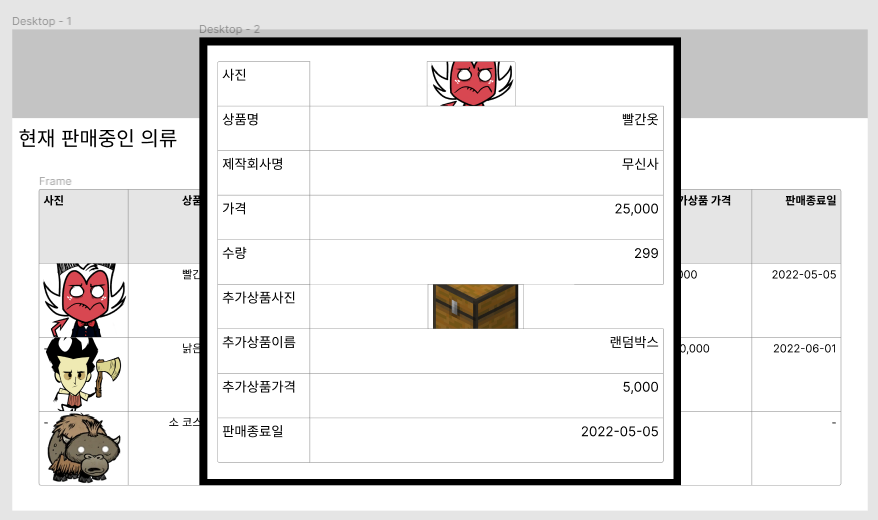 Desktop - 1
Desktop - 2
현재 판매중인 의류
Frame
사진
상품명 빨간옷
제작회사명 무신사
가격 25,000
수량 299
추가상품사진
추가상품이름 랜덤박스
추가상품가격 5,000
판매종료일 2022-05-05
사진 상품 가상품 가격 판매종료일
빨간 000 2022-05-05
- 낡은 0,000 2022-06-01
- 소 코스 -